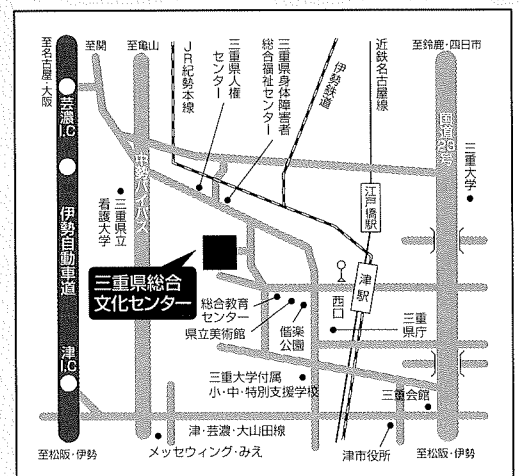 至名古屋・大阪
至関
至亀山
JR紀勢本線
三重県人権
センター
三重県身体障害者
総合福祉センター
伊勢鉄道
近鉄名古屋線
至鈴鹿・四日市
芸濃I.C
伊勢自動車道
津I.C
中勢バイパス
国道23号
三重大学
江戸橋駅
三重県立
看護大学
三重県総合
文化センター
総合教育
センター
県立美術館
偕楽
公園
西口
津駅
三重
県庁
三重大学付属
小・中・特別支援学校
三重会館
津・芸濃・大山田線
至松阪・伊勢
メッセウィング・みえ
津市役所
至松阪・伊勢